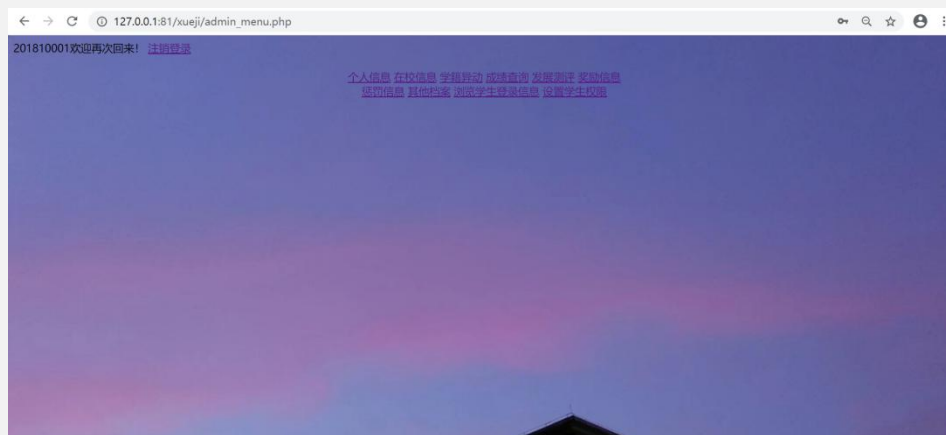 127.0.0.1:81/xueji/admin_menu.php
201810001欢迎再次回来! 注销登录
个人信息 在校信息 学籍异动 成绩查询 发展测评 奖励信息
惩罚信息 其他档案 浏览学生登录信息 设置学生权限